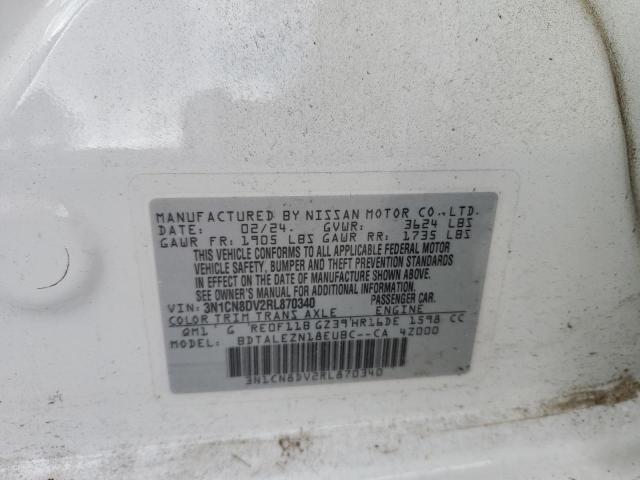 MANUFACTURED BY NISSAN MOTOR CO.,LTD.
DATE: 02/24. GVWR: 3624 LBS
GAWR FR: 1905 LBS GAWR RR: 1735 LBS
THIS VEHICLE CONFORMS TO ALL APPLICABLE FEDERAL MOTOR
VEHICLE SAFETY, BUMPER AND THEFT PREVENTION STANDARDS
IN EFFECT ON THE DATE OF MANUFACTURE SHOWN ABOVE.
SEE OWNER'S MANUAL FOR ADDITIONAL INFORMATION.
VIN: 3N1CN8DV2RL870340 PASSENGER CAR.
COLOR TRIM TRANS AXLE ENGINE
QM1 G RE0F11B GZ39 HR16DE 1598 CC
MODEL: BDTALEZN18EUBC--CA 42000
3N1CN8DV2RL870340